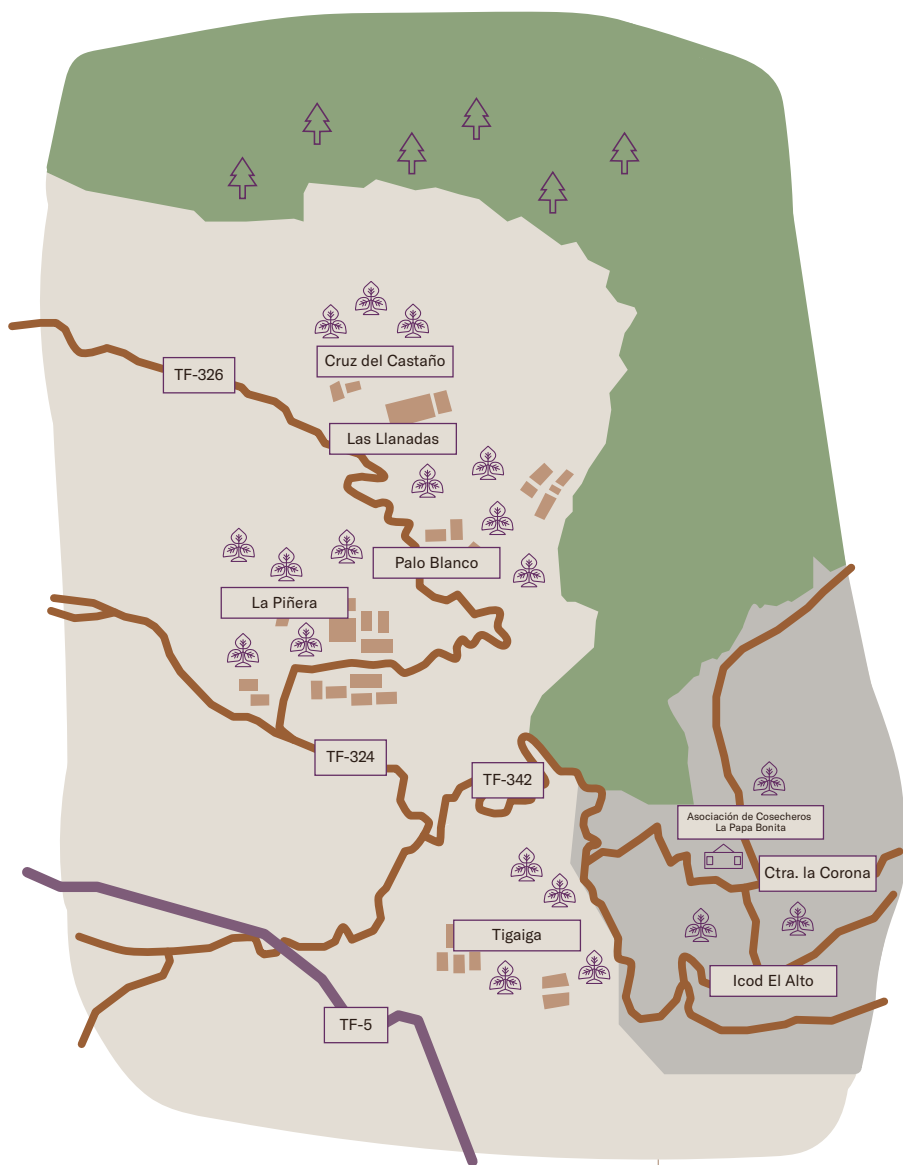 Cruz del Castaño
TF-326
Las Llanadas
Palo Blanco
La Piñera
TF-324
TF-342
Asociación de Cosecheros
La Papa Bonita
Ctra. la Corona
Tigaiga
Icod El Alto
TF-5